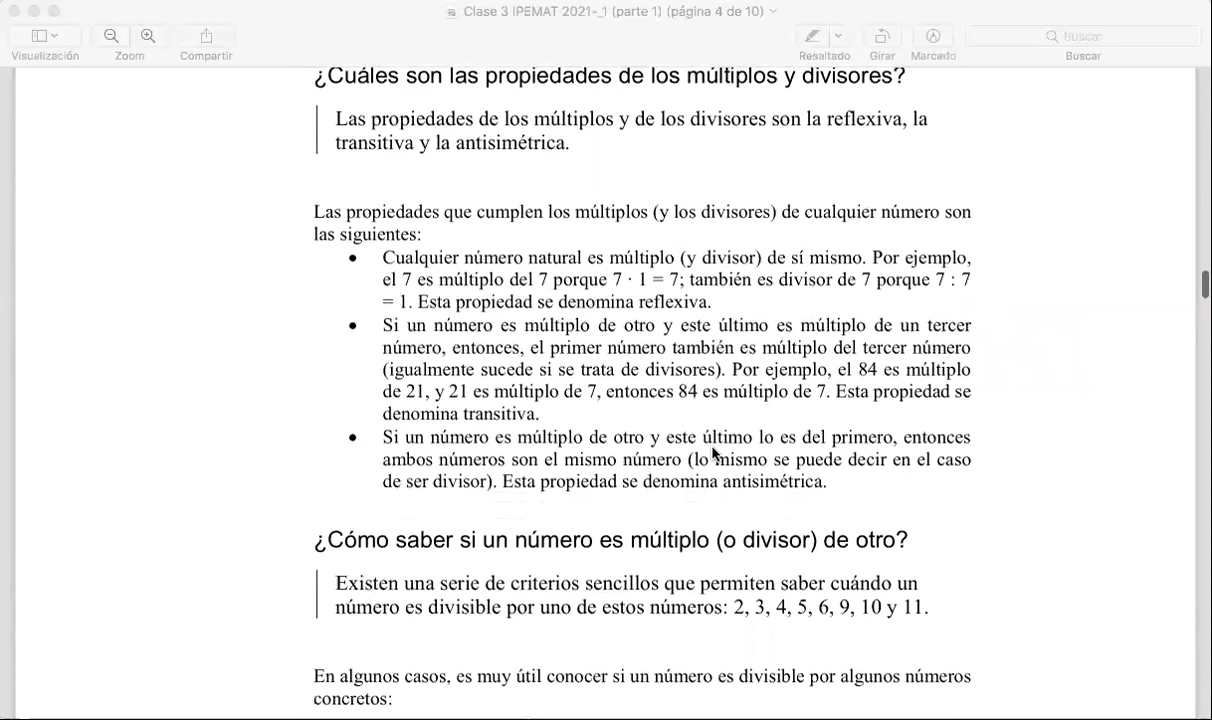 Clase 3 IPEMAT 2021-_1 (parte 1) (página 4 de 10)
Visualización Zoom Compartir Resaltado Girar Marcado Buscar
Buscar
¿Cuáles son las propiedades de los múltiplos y divisores?
Las propiedades de los múltiplos y de los divisores son la reflexiva, la
transitiva y la antisimétrica.
Las propiedades que cumplen los múltiplos (y los divisores) de cualquier número son
las siguientes:
• Cualquier número natural es múltiplo (y divisor) de sí mismo. Por ejemplo,
el 7 es múltiplo del 7 porque 7 · 1 = 7; también es divisor de 7 porque 7 : 7
= 1. Esta propiedad se denomina reflexiva.
• Si un número es múltiplo de otro y este último es múltiplo de un tercer
número, entonces, el primer número también es múltiplo del tercer número
(igualmente sucede si se trata de divisores). Por ejemplo, el 84 es múltiplo
de 21, y 21 es múltiplo de 7, entonces 84 es múltiplo de 7. Esta propiedad se
denomina transitiva.
• Si un número es múltiplo de otro y este último lo es del primero, entonces
ambos números son el mismo número (lo mismo se puede decir en el caso
de ser divisor). Esta propiedad se denomina antisimétrica.
¿Cómo saber si un número es múltiplo (o divisor) de otro?
Existen una serie de criterios sencillos que permiten saber cuándo un
número es divisible por uno de estos números: 2, 3, 4, 5, 6, 9, 10 y 11.
En algunos casos, es muy útil conocer si un número es divisible por algunos números
concretos: